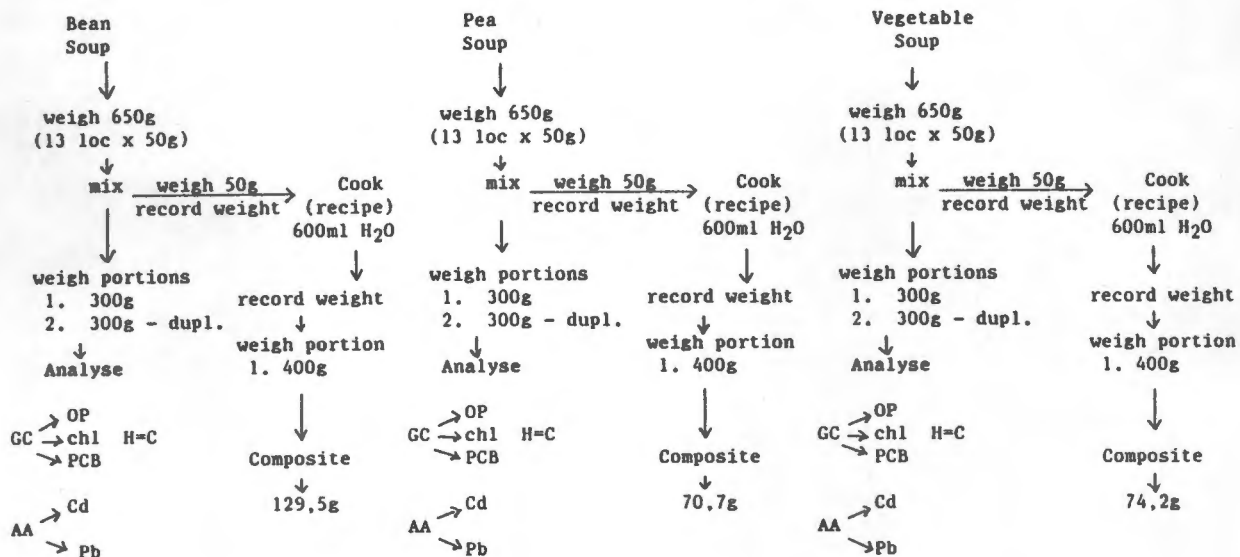 Bean
Soup
weigh 650g
(13 loc x 50g)
mix
weigh 50g
record weight
Cook
(recipe)
600ml H₂O
weigh portions
1. 300g
2. 300g - dupl.
Analyse
record weight
weigh portion
1. 400g
GC
OP
chl H=C
PCB
AA
Cd
Pb
Composite
129,5g
Pea
Soup
weigh 650g
(13 loc x 50g)
mix
weigh 50g
record weight
Cook
(recipe)
600ml H₂O
weigh portions
1. 300g
2. 300g - dupl.
Analyse
record weight
weigh portion
1. 400g
GC
OP
chl H=C
PCB
AA
Cd
Pb
Composite
70,7g
Vegetable
Soup
weigh 650g
(13 loc x 50g)
mix
weigh 50g
record weight
Cook
(recipe)
600ml H₂O
weigh portions
1. 300g
2. 300g - dupl.
Analyse
record weight
weigh portion
1. 400g
GC
OP
chl H=C
PCB
AA
Cd
Pb
Composite
74,2g